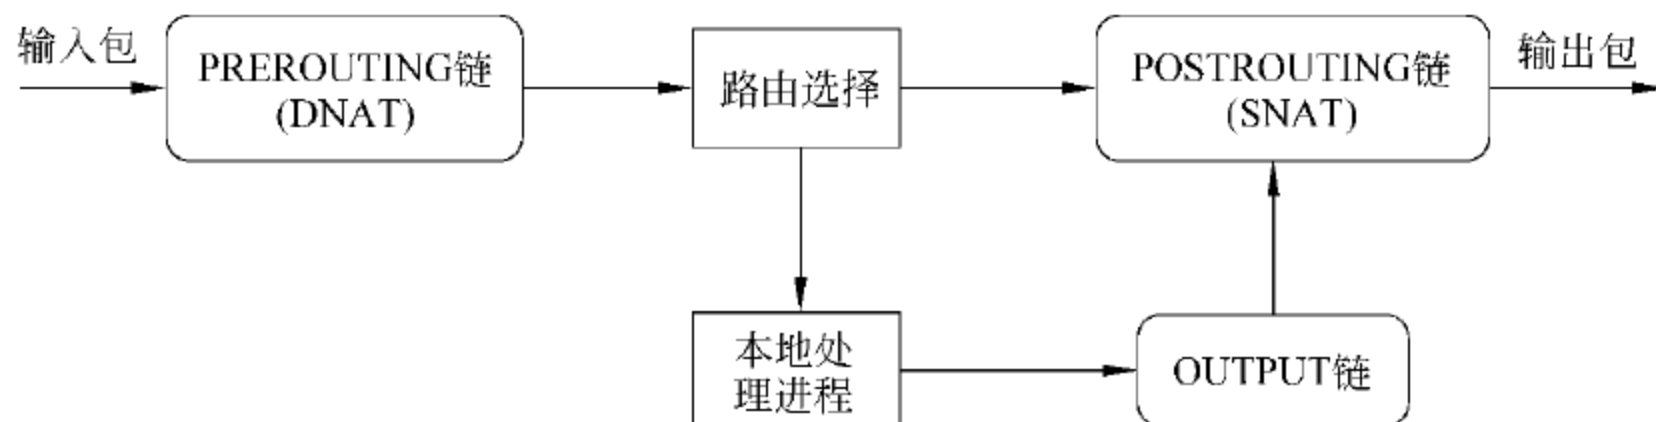 输入包
PREROUTING链
(DNAT)
路由选择
POSTROUTING链
(SNAT)
输出包
本地处
理进程
OUTPUT链